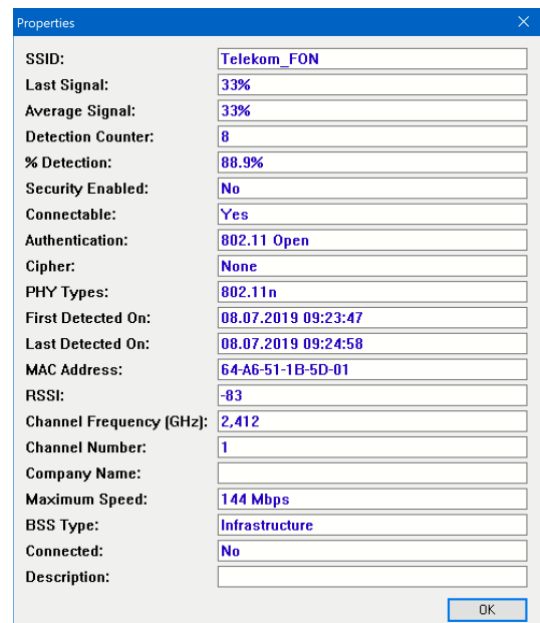 Properties
SSID: Telekom_FON
Last Signal: 33%
Average Signal: 33%
Detection Counter: 8
% Detection: 88.9%
Security Enabled: No
Connectable: Yes
Authentication: 802.11 Open
Cipher: None
PHY Types: 802.11n
First Detected On: 08.07.2019 09:23:47
Last Detected On: 08.07.2019 09:24:58
MAC Address: 64-A6-51-1B-5D-01
RSSI: -83
Channel Frequency (GHz): 2,412
Channel Number: 1
Company Name:
Maximum Speed: 144 Mbps
BSS Type: Infrastructure
Connected: No
Description:
OK